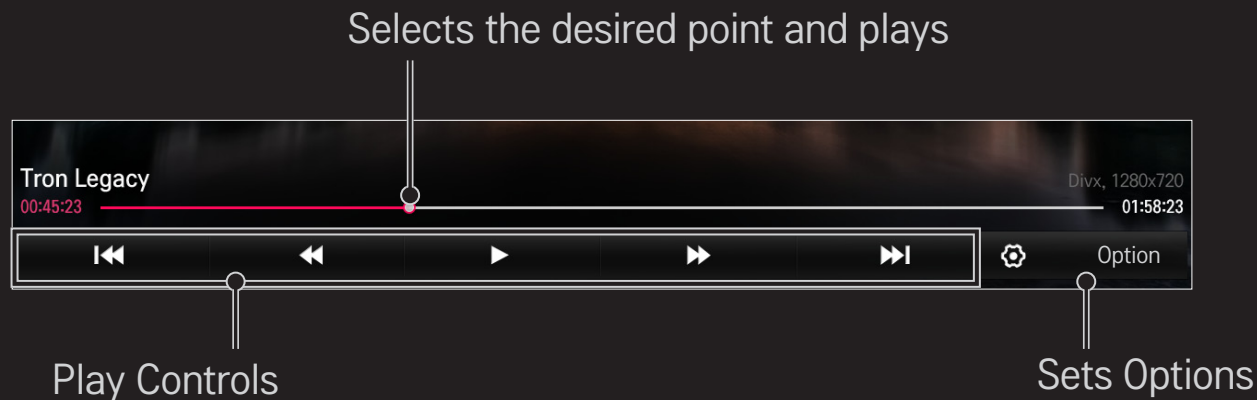 Selects the desired point and plays
Tron Legacy
Divx, 1280x720
00:45:23
01:58:23
Option
Play Controls
Sets Options